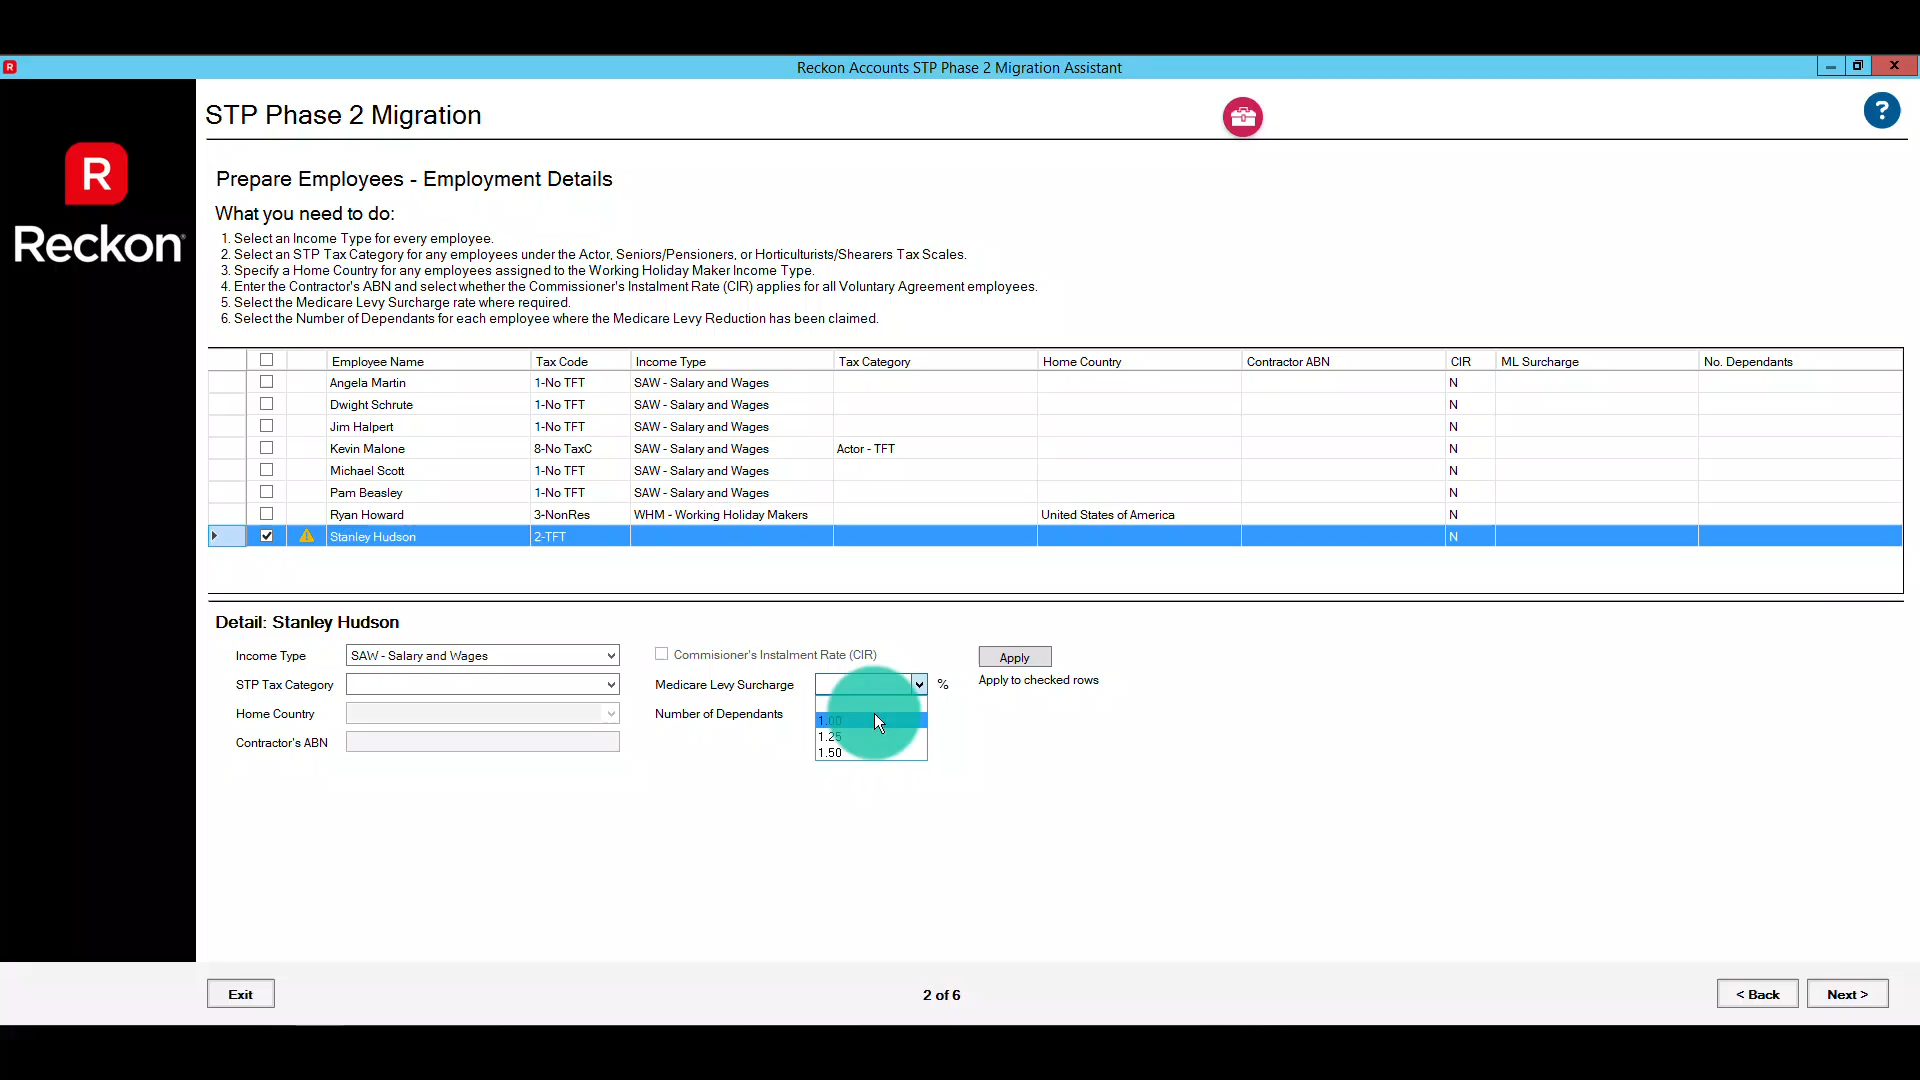 R
Reckon Accounts STP Phase 2 Migration Assistant
STP Phase 2 Migration
?
R
Reckon
Prepare Employees - Employment Details
What you need to do:
1. Select an Income Type for every employee.
2. Select an STP Tax Category for any employees under the Actor, Seniors/Pensioners, or Horticulturists/Shearers Tax Scales.
3. Specify a Home Country for any employees assigned to the Working Holiday Maker Income Type.
4. Enter the Contractor's ABN and select whether the Commissioner's Instalment Rate (CIR) applies for all Voluntary Agreement employees.
5. Select the Medicare Levy Surcharge rate where required.
6. Select the Number of Dependants for each employee where the Medicare Levy Reduction has been claimed.
Employee Name Tax Code Income Type Tax Category Home Country Contractor ABN CIR ML Surcharge No. Dependants
Angela Martin 1-No TFT SAW - Salary and Wages N
Dwight Schrute 1-No TFT SAW - Salary and Wages N
Jim Halpert 1-No TFT SAW - Salary and Wages N
Kevin Malone 8-No TaxC SAW - Salary and Wages Actor - TFT N
Michael Scott 1-No TFT SAW - Salary and Wages N
Pam Beasley 1-No TFT SAW - Salary and Wages N
Ryan Howard 3-NonRes WHM - Working Holiday Makers United States of America N
Stanley Hudson 2-TFT N
Detail: Stanley Hudson
Income Type SAW - Salary and Wages Commisioner's Instalment Rate (CIR) Apply
STP Tax Category Medicare Levy Surcharge % Apply to checked rows
Home Country Number of Dependants
1.00
1.25
Contractor's ABN
1.50
Exit 2 of 6 < Back Next >